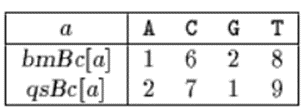 a A C G T
bmBc[a] 1 6 2 8
qsBc[a] 2 7 1 9